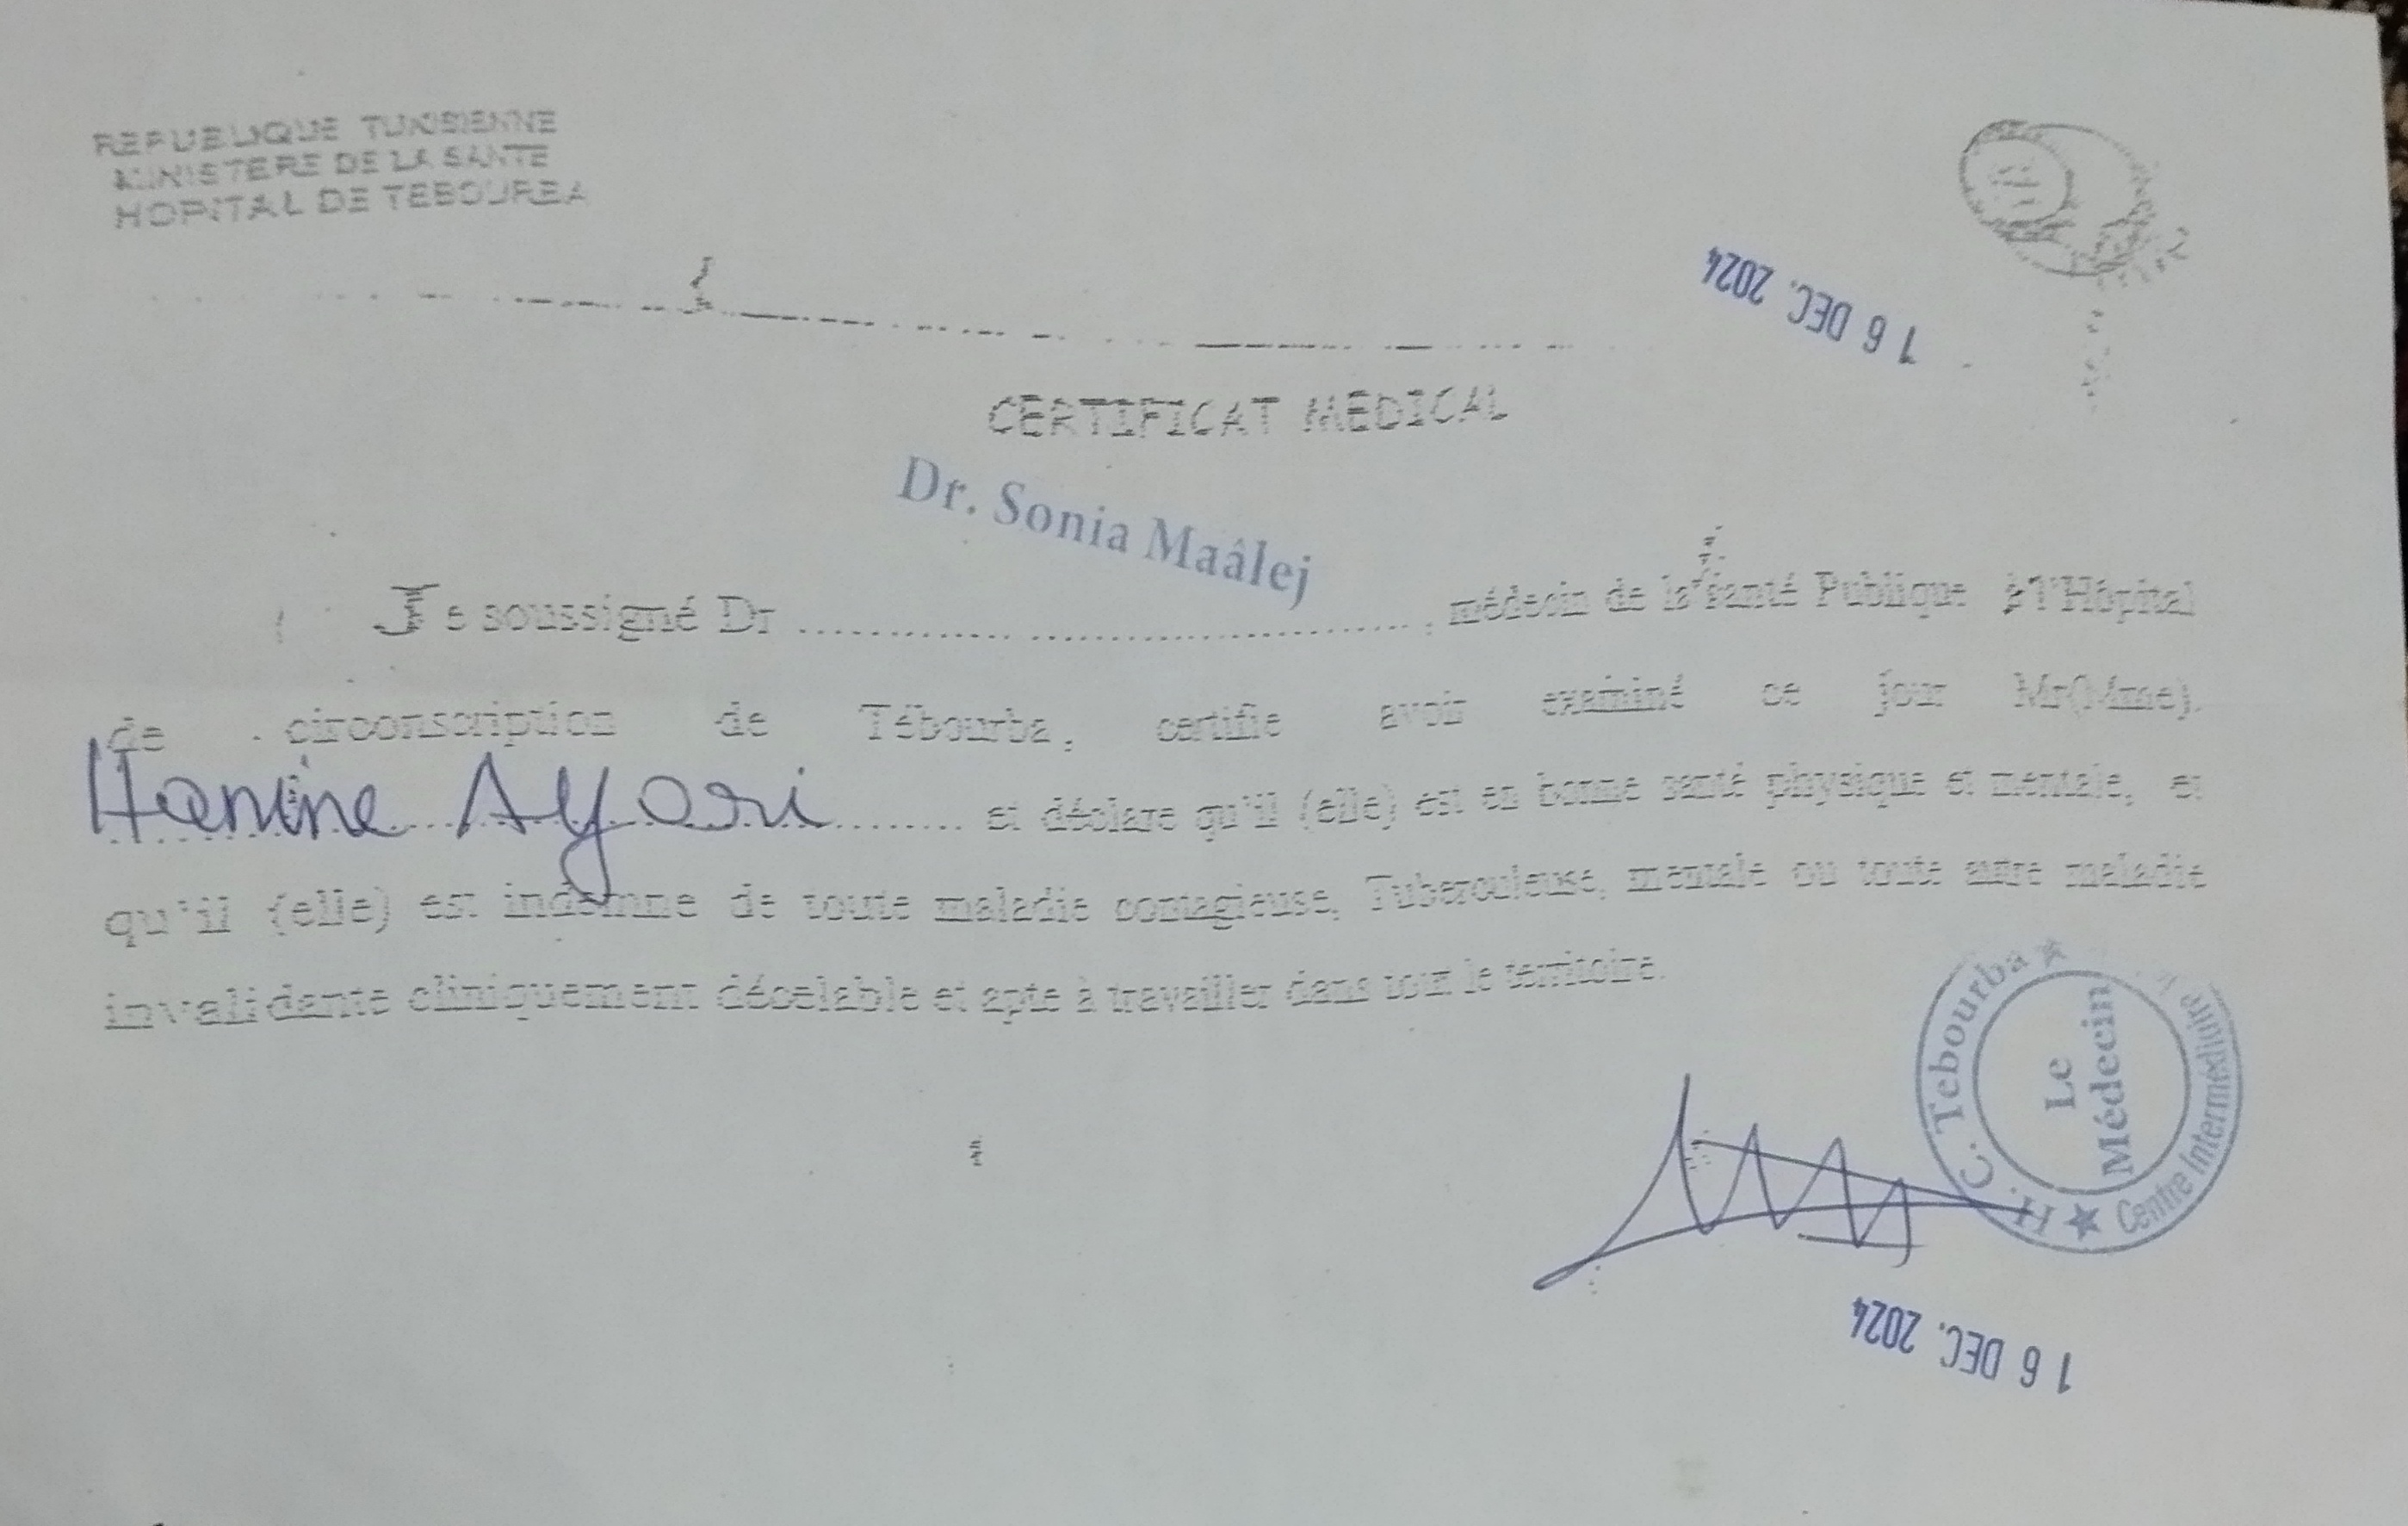 REPUBLIQUE TUNISIENNE
MINISTERE DE LA SANTE
HOPITAL DE TEBOURBA
16 DEC. 2024
CERTIFICAT MEDICAL
Dr. Sonia Maâlej
Je soussigné Dr .................................................., médecin de la Santé Publique à l'Hôpital
de circonscription de Tébourba, certifie avoir examiné ce jour Mr(Mme).
Hanine Ayari .......... et déclare qu'il (elle) est en bonne santé physique et mentale, et
qu'il (elle) est indemne de toute maladie contagieuse, Tuberculeuse, mentale ou toute autre maladie
invalidante cliniquement décelable et apte à travailler dans tout le territoire.
H. C. Tebourba ★
Le
Médecin
★ Centre Intermédiaire
16 DEC. 2024